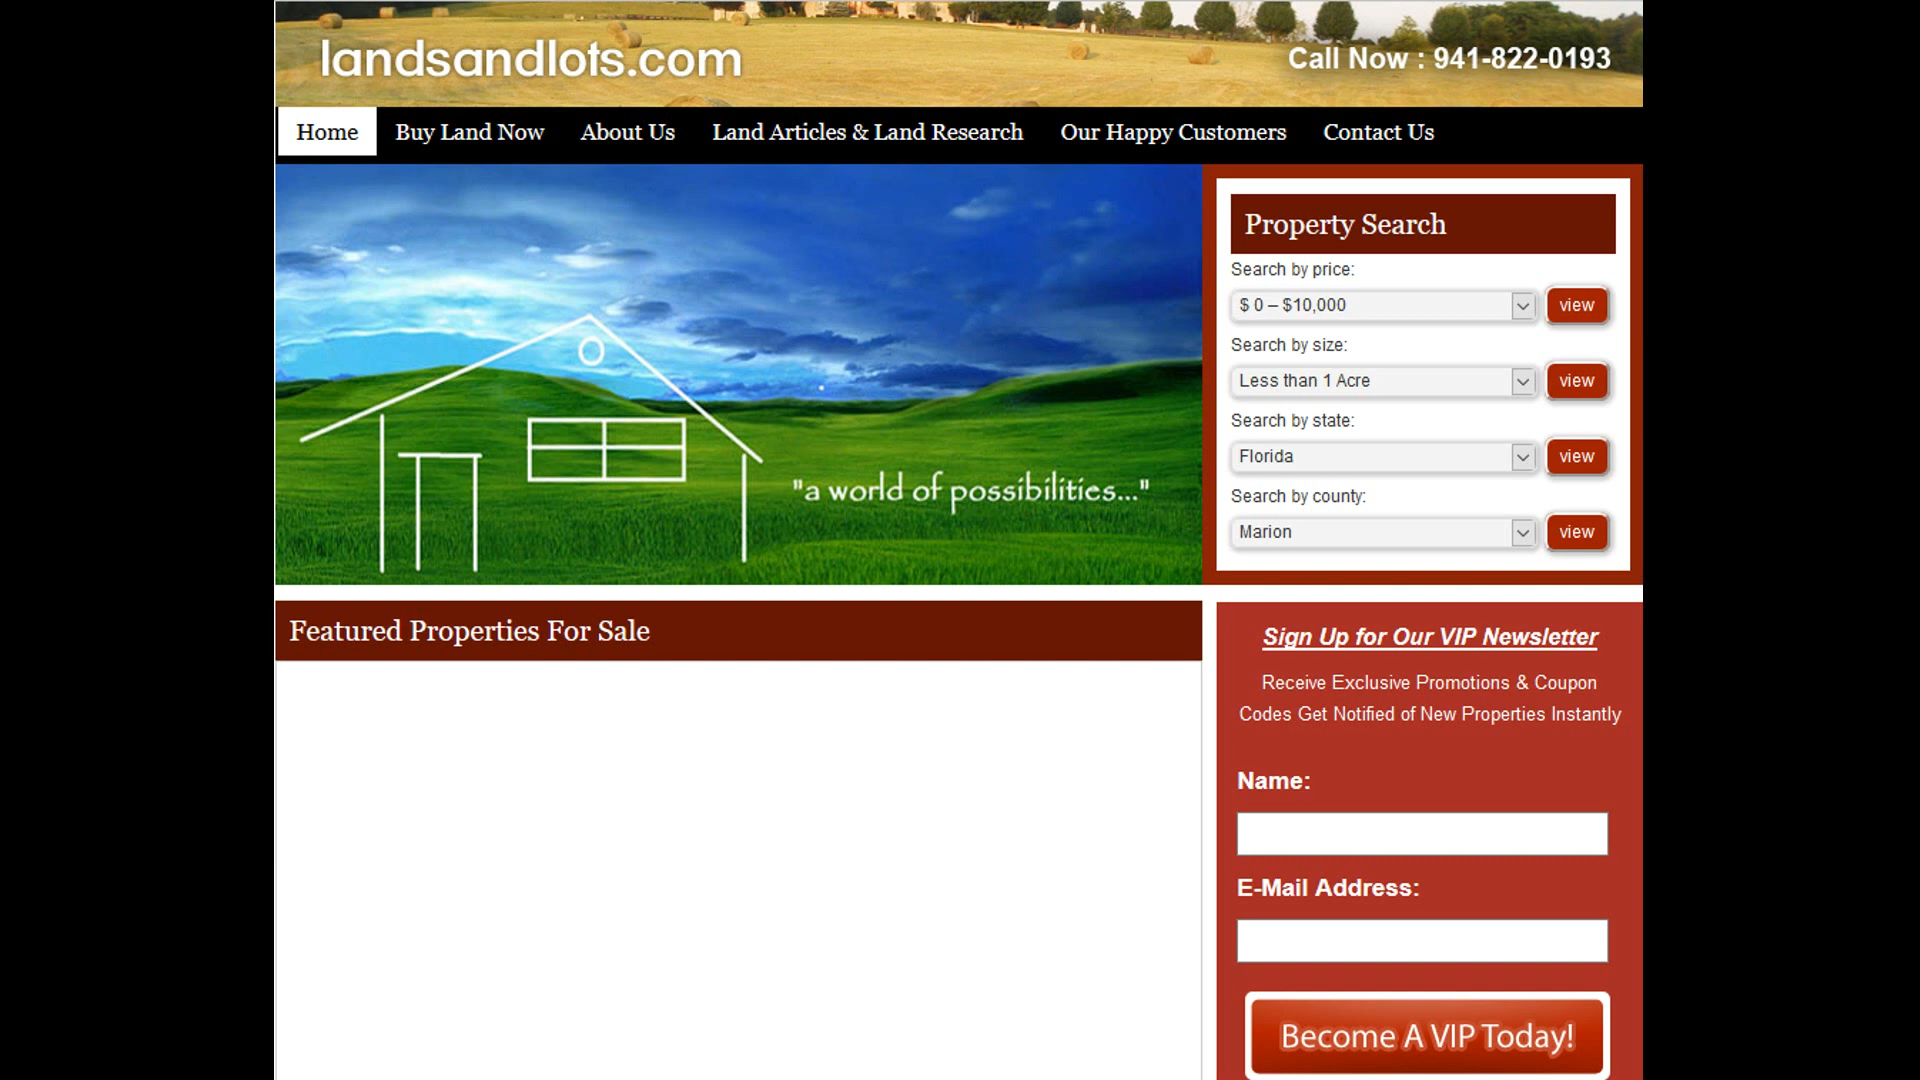 landsandlots.com
Call Now : 941-822-0193
Home Buy Land Now About Us Land Articles & Land Research Our Happy Customers Contact Us
"a world of possibilities..."
Property Search
Search by price:
$ 0 – $10,000 view
Search by size:
Less than 1 Acre view
Search by state:
Florida view
Search by county:
Marion view
Featured Properties For Sale
Sign Up for Our VIP Newsletter
Receive Exclusive Promotions & Coupon
Codes Get Notified of New Properties Instantly
Name:
E-Mail Address:
Become A VIP Today!